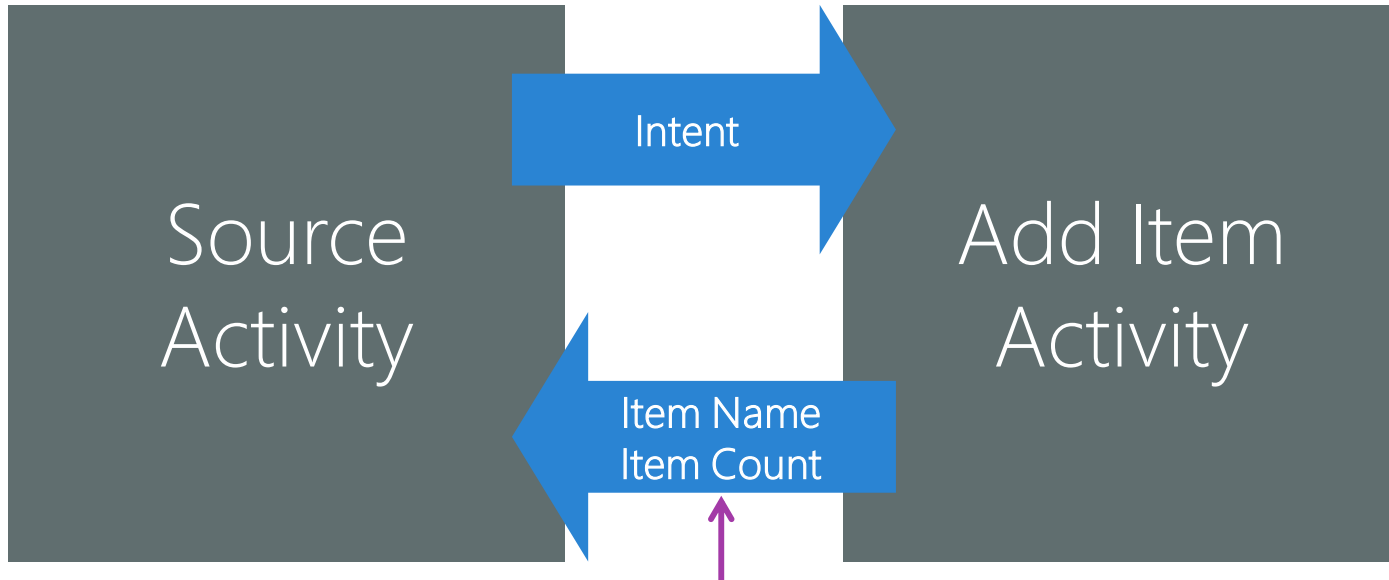 Source
Activity
Intent
Item Name
Item Count
Add Item
Activity